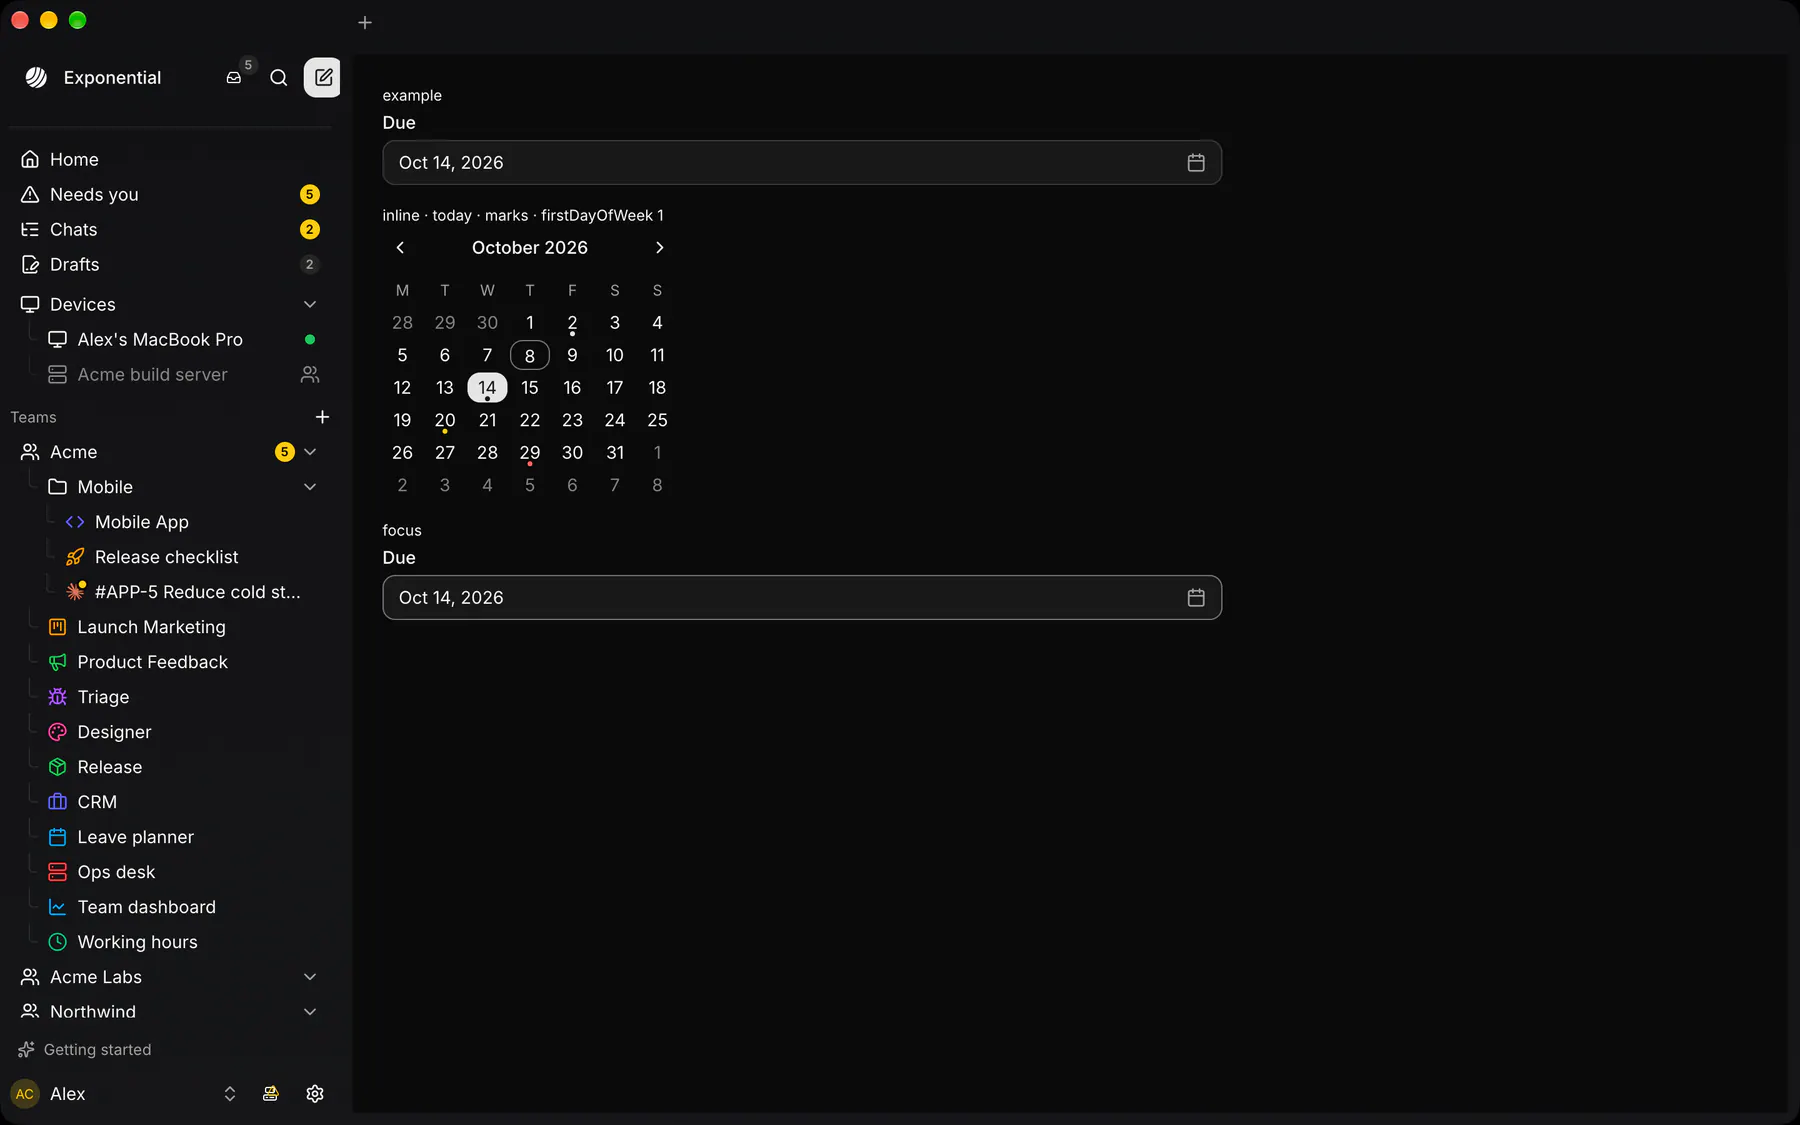 Exponential
5
Home
Needs you 5
Chats 2
Drafts 2
Devices
Alex's MacBook Pro
Acme build server
Teams
Acme 5
Mobile
Mobile App
Release checklist
#APP-5 Reduce cold st...
Launch Marketing
Product Feedback
Triage
Designer
Release
CRM
Leave planner
Ops desk
Team dashboard
Working hours
Acme Labs
Northwind
Getting started
AC Alex
example
Due
Oct 14, 2026
inline · today · marks · firstDayOfWeek 1
October 2026
M T W T F S S
28 29 30 1 2 3 4
5 6 7 8 9 10 11
12 13 14 15 16 17 18
19 20 21 22 23 24 25
26 27 28 29 30 31 1
2 3 4 5 6 7 8
focus
Due
Oct 14, 2026